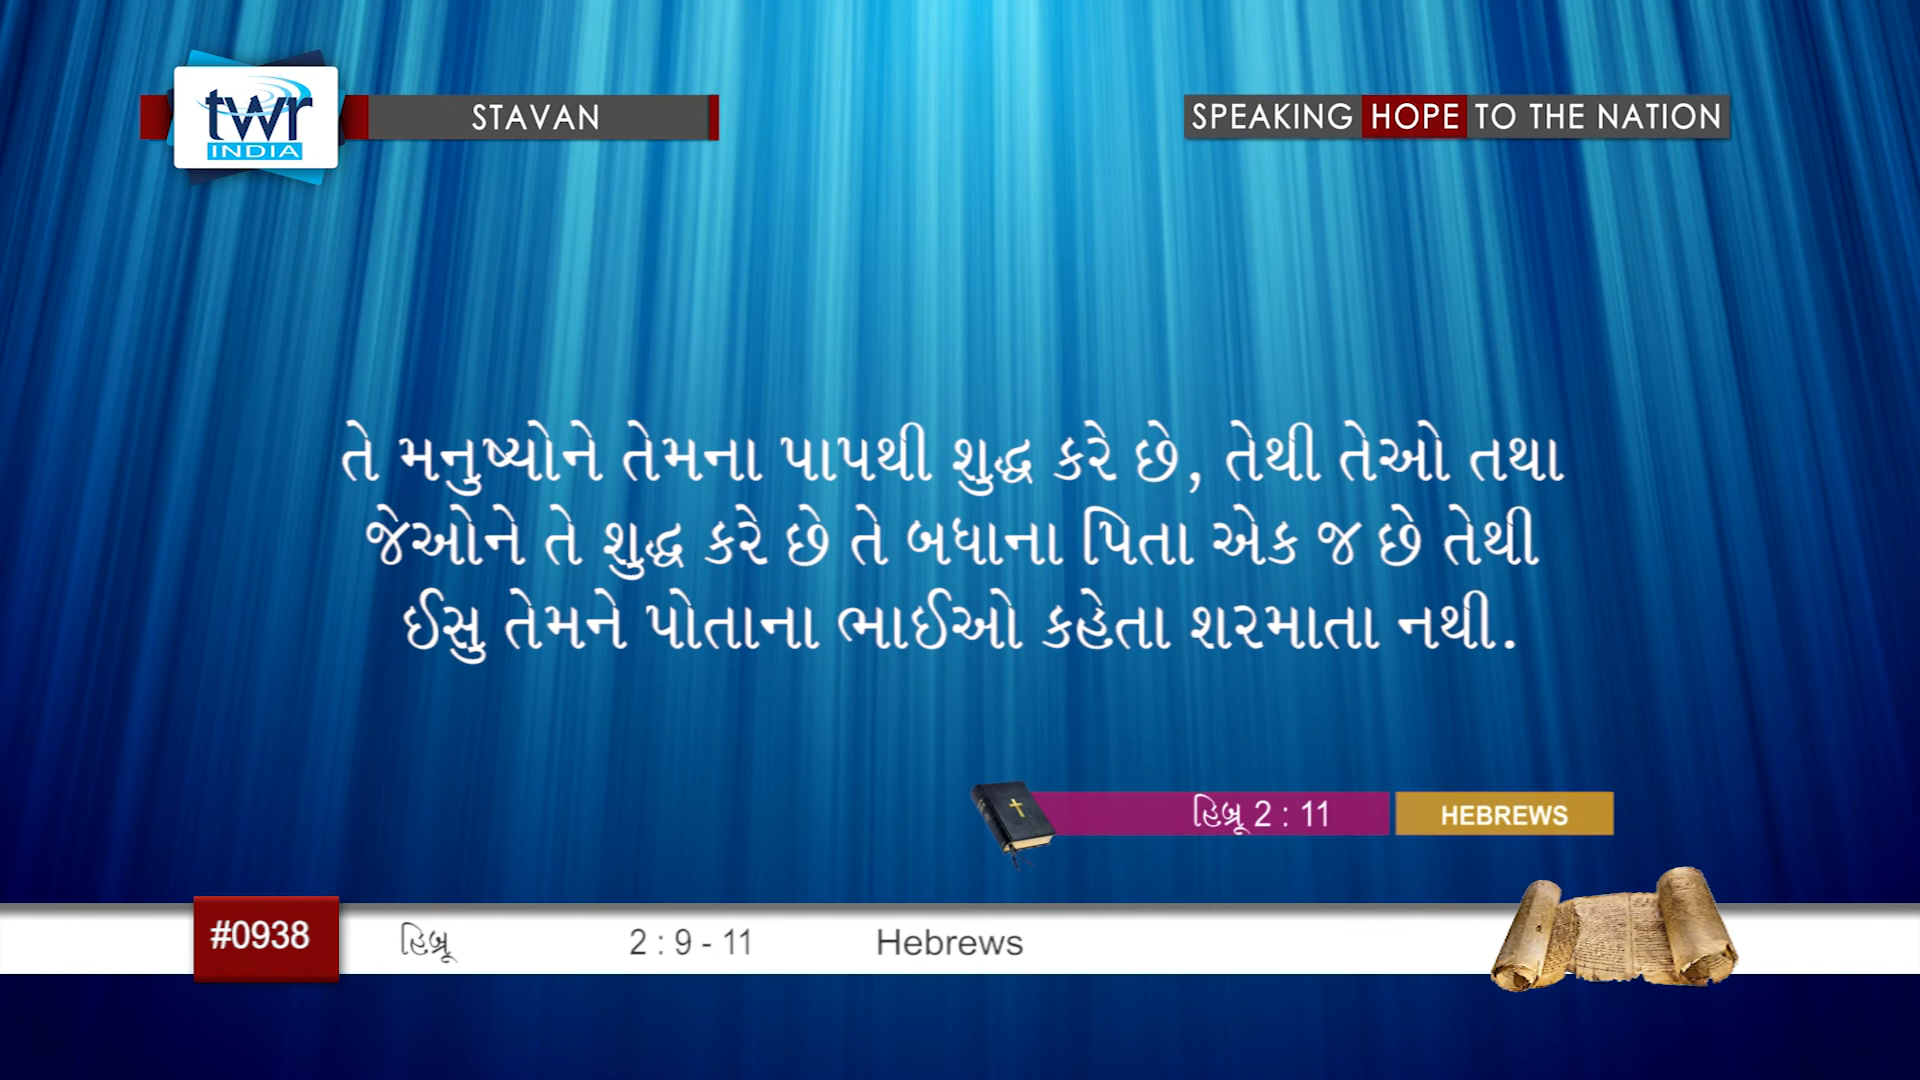 twr
INDIA
STAVAN
SPEAKING HOPE TO THE NATION
તે મનુષ્યોને તેમના પાપથી શુદ્ધ કરે છે, તેથી તેઓ તથા
જેઓને તે શુદ્ધ કરે છે તે બધાના પિતા એક જ છે તેથી
ઈસુ તેમને પોતાના ભાઈઓ કહેતા શરમાતા નથી.
હિબ્રૂ 2 : 11
HEBREWS
#0938
હિબ્રૂ 2 : 9 - 11 Hebrews